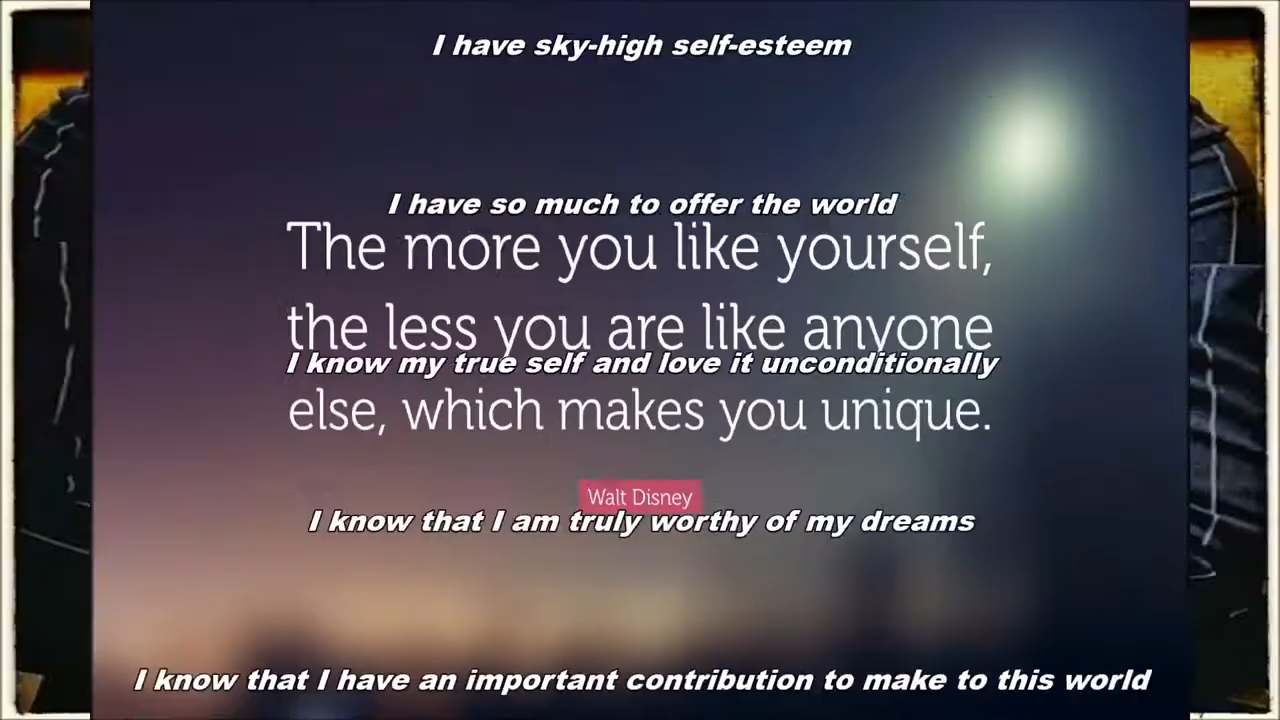 I have sky-high self-esteem
I have so much to offer the world
The more you like yourself,
the less you are like anyone
I know my true self and love it unconditionally
else, which makes you unique.
Walt Disney
I know that I am truly worthy of my dreams
I know that I have an important contribution to make to this world